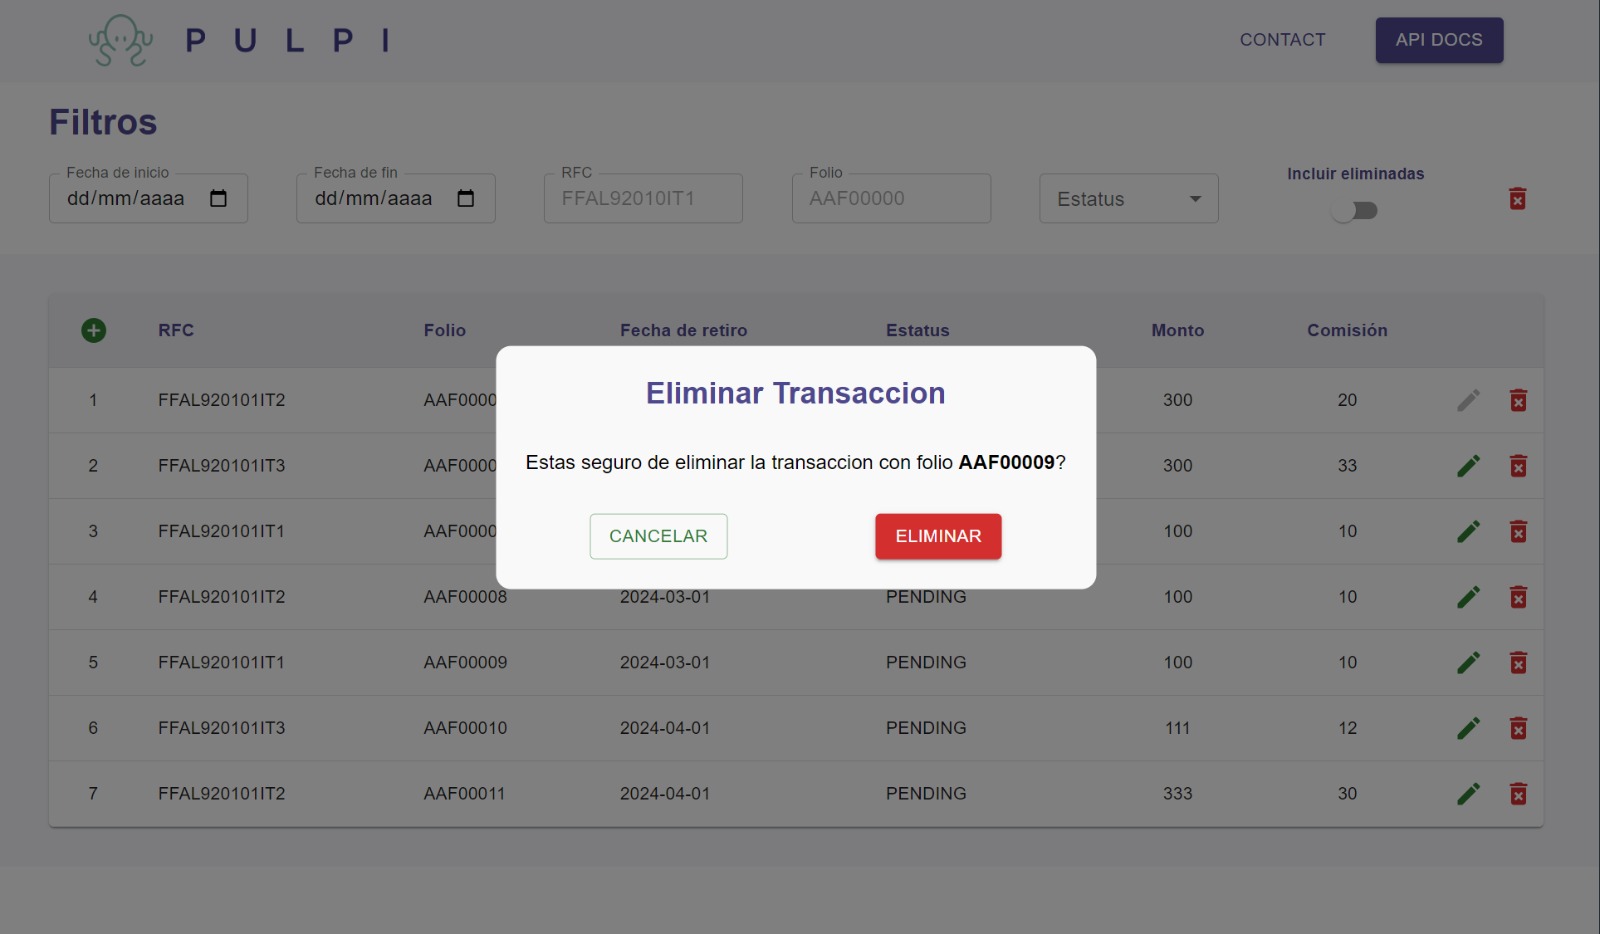 PULPI CONTACT API DOCS
Filtros
Fecha de inicio Fecha de fin RFC Folio Incluir eliminadas
dd/mm/aaaa dd/mm/aaaa FFAL92010IT1 AAF00000 Estatus
RFC Folio Fecha de retiro Estatus Monto Comisión
Eliminar Transaccion
Estas seguro de eliminar la transaccion con folio AAF00009?
CANCELAR ELIMINAR
1 FFAL920101IT2 AAF0000 300 20
2 FFAL920101IT3 AAF0000 300 33
3 FFAL920101IT1 AAF0000 100 10
4 FFAL920101IT2 AAF00008 2024-03-01 PENDING 100 10
5 FFAL920101IT1 AAF00009 2024-03-01 PENDING 100 10
6 FFAL920101IT3 AAF00010 2024-04-01 PENDING 111 12
7 FFAL920101IT2 AAF00011 2024-04-01 PENDING 333 30